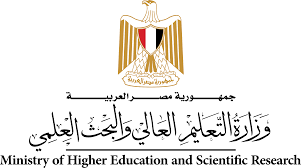 جمهورية مصر العربية
وزارة التعليم العالي والبحث العلمي
Ministry of Higher Education and Scientific Research